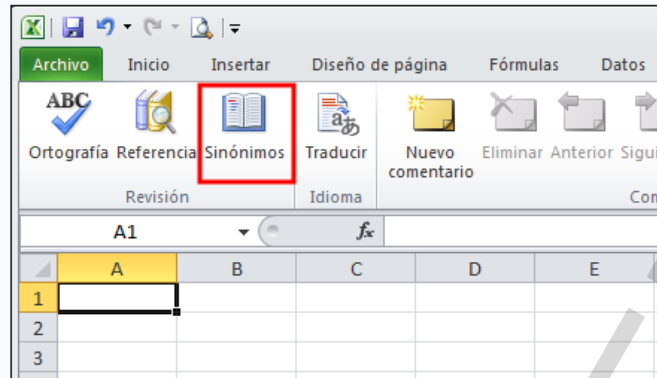 Archivo Inicio Insertar Diseño de página Fórmulas Datos
ABC
Ortografía Referencia Sinónimos Traducir Nuevo comentario Eliminar Anterior
Revisión Idioma
A1 fx
A B C D E
1
2
3